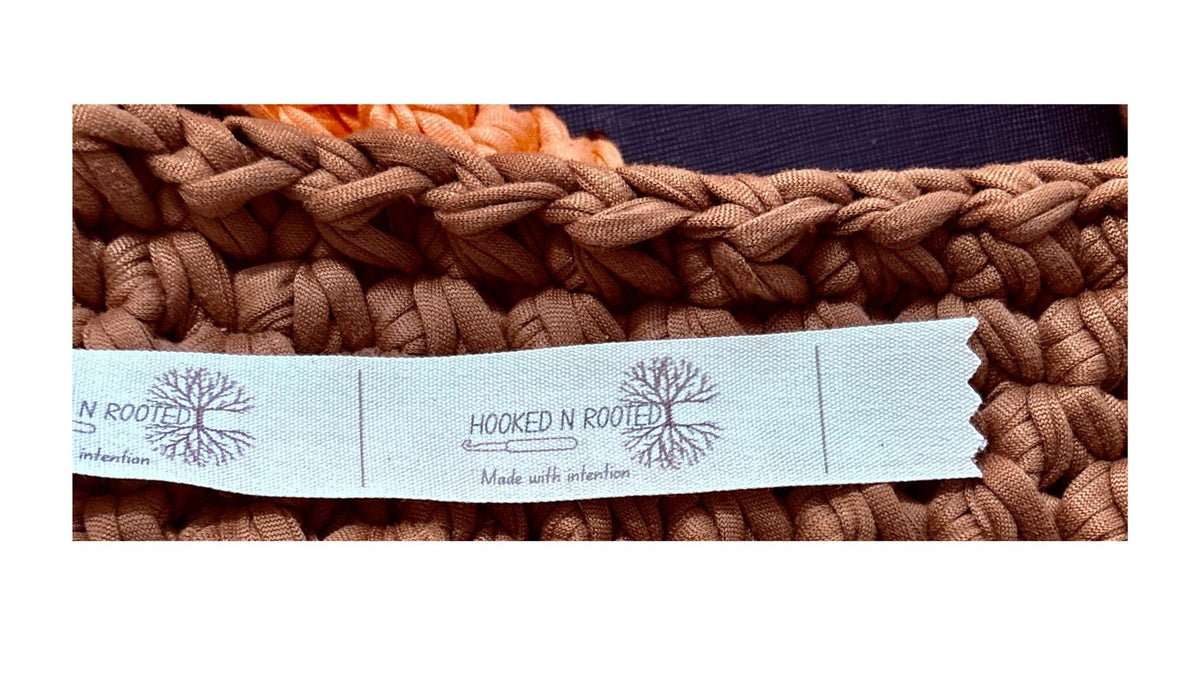 N ROOTED
intention
HOOKED N ROOTED
Made with intention